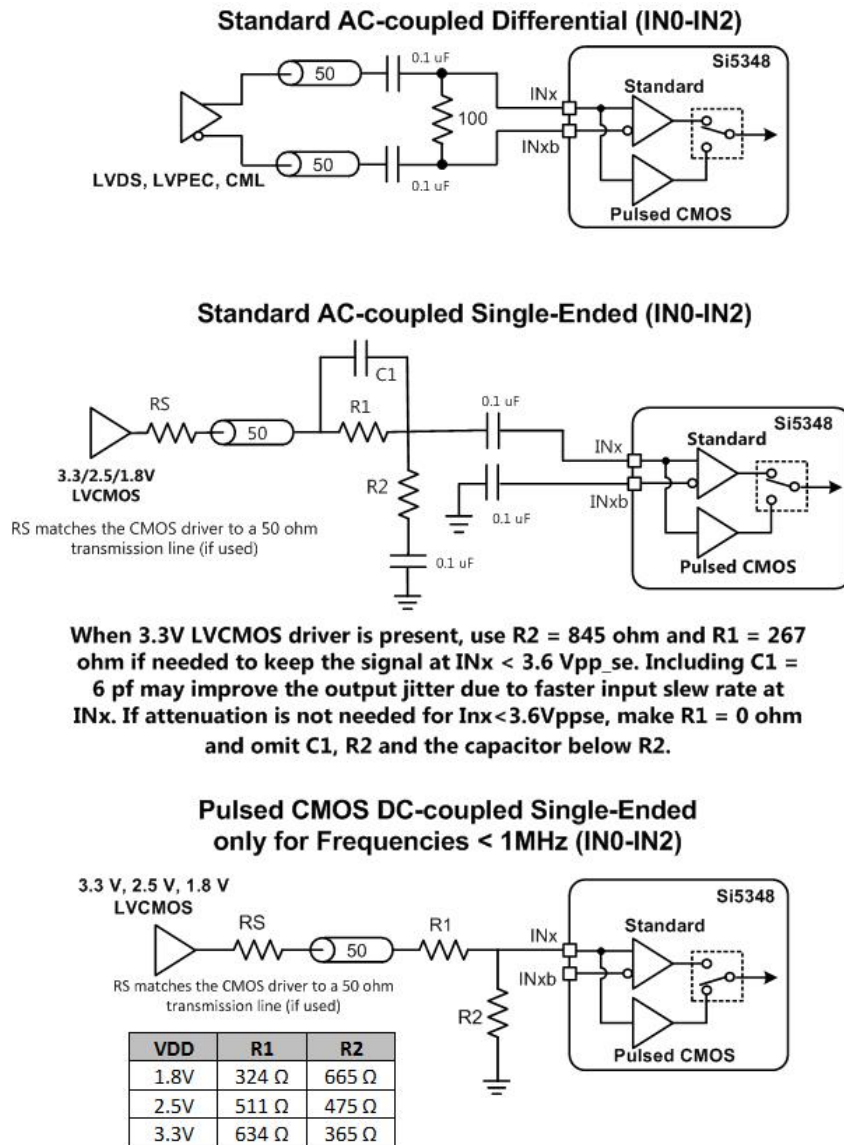 Standard AC-coupled Differential (IN0-IN2)
0.1 uF
Si5348
50
INx
Standard
100
50
INxb
LVDS, LVPEC, CML
0.1 uF
Pulsed CMOS
Standard AC-coupled Single-Ended (IN0-IN2)
C1
RS
R1
0.1 uF
Si5348
50
INx
Standard
3.3/2.5/1.8V
LVCMOS
R2
INxb
0.1 uF
RS matches the CMOS driver to a 50 ohm
transmission line (if used)
0.1 uF
Pulsed CMOS
When 3.3V LVCMOS driver is present, use R2 = 845 ohm and R1 = 267
ohm if needed to keep the signal at INx < 3.6 Vpp_se. Including C1 =
6 pf may improve the output jitter due to faster input slew rate at
INx. If attenuation is not needed for Inx<3.6Vppse, make R1 = 0 ohm
and omit C1, R2 and the capacitor below R2.
Pulsed CMOS DC-coupled Single-Ended
only for Frequencies < 1MHz (IN0-IN2)
3.3 V, 2.5 V, 1.8 V
LVCMOS
Si5348
RS
R1
INx
Standard
50
INxb
RS matches the CMOS driver to a 50 ohm
transmission line (if used)
R2
Pulsed CMOS
VDD R1 R2
1.8V 324 Ω 665 Ω
2.5V 511 Ω 475 Ω
3.3V 634 Ω 365 Ω